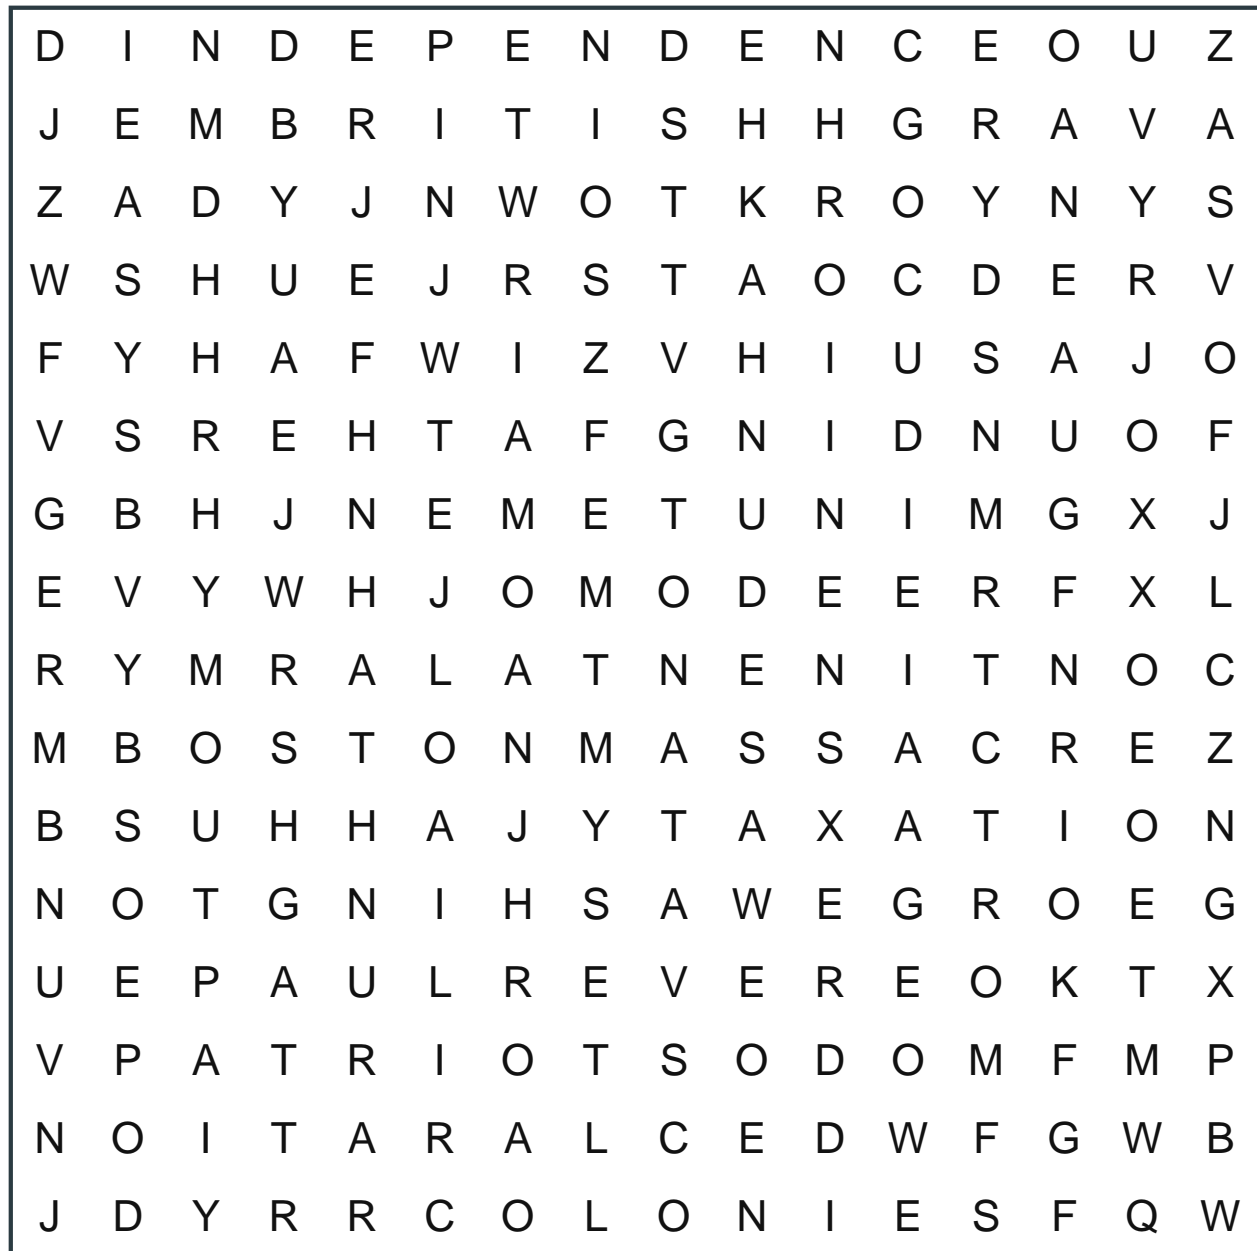 D I N D E P E N D E N C E O U Z
J E M B R I T I S H H G R A V A
Z A D Y J N W O T K R O Y N Y S
W S H U E J R S T A O C D E R V
F Y H A F W I Z V H I U S A J O
V S R E H T A F G N I D N U O F
G B H J N E M E T U N I M G X J
E V Y W H J O M O D E E R F X L
R Y M R A L A T N E N I T N O C
M B O S T O N M A S S A C R E Z
B S U H H A J Y T A X A T I O N
N O T G N I H S A W E G R O E G
U E P A U L R E V E R E O K T X
V P A T R I O T S O D O M F M P
N O I T A R A L C E D W F G W B
J D Y R R C O L O N I E S F Q W